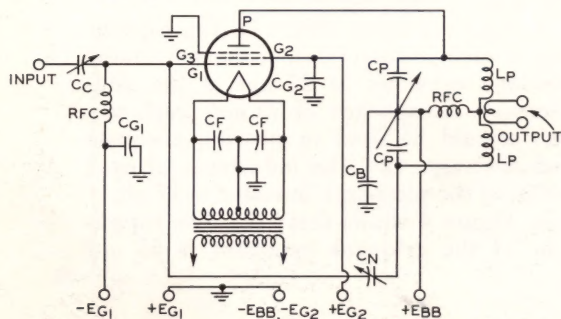 P
G3
G2
G1
INPUT
CC
RFC
CG1
CG2
CP
LP
RFC
OUTPUT
CP
LP
CF
CF
CB
CN
-EG1
+EG1
-EBB,-EG2
+EG2
+EBB